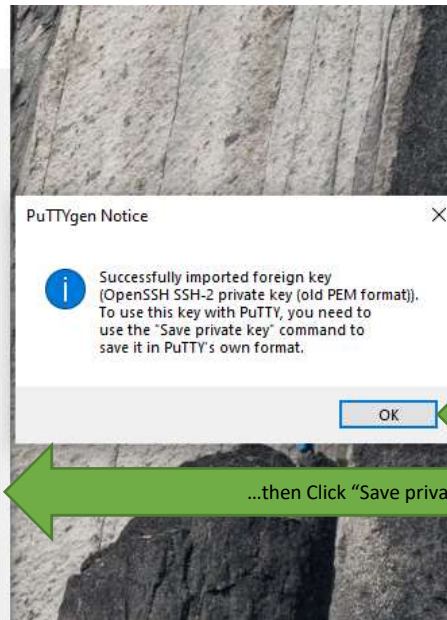 PuTTYgen Notice
Successfully imported foreign key
(OpenSSH SSH-2 private key (old PEM format)).
To use this key with PuTTY, you need to
use the "Save private key" command to
save it in PuTTY's own format.
OK
...then Click “Save